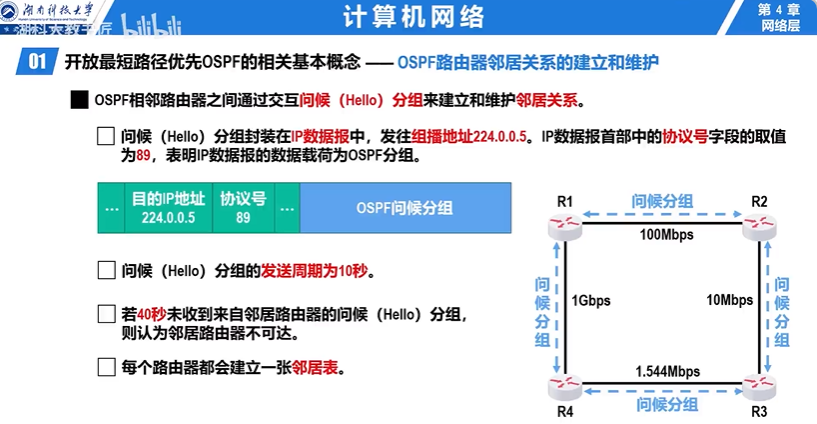 湖南科技大学
计算机网络
第 4 章
网络层
湖科大教书匠 bilibili
01 开放最短路径优先OSPF的相关基本概念 —— OSPF路由器邻居关系的建立和维护
OSPF相邻路由器之间通过交互问候（Hello）分组来建立和维护邻居关系。
问候（Hello）分组封装在IP数据报中，发往组播地址224.0.0.5。IP数据报首部中的协议号字段的取值
为89，表明IP数据报的数据载荷为OSPF分组。
... 目的IP地址 协议号 ... OSPF问候分组
224.0.0.5 89
问候（Hello）分组的发送周期为10秒。
若40秒未收到来自邻居路由器的问候（Hello）分组，
则认为邻居路由器不可达。
每个路由器都会建立一张邻居表。
R1 问候分组 R2
100Mbps
问候分组
1Gbps
10Mbps
问候分组
1.544Mbps
R4 问候分组 R3